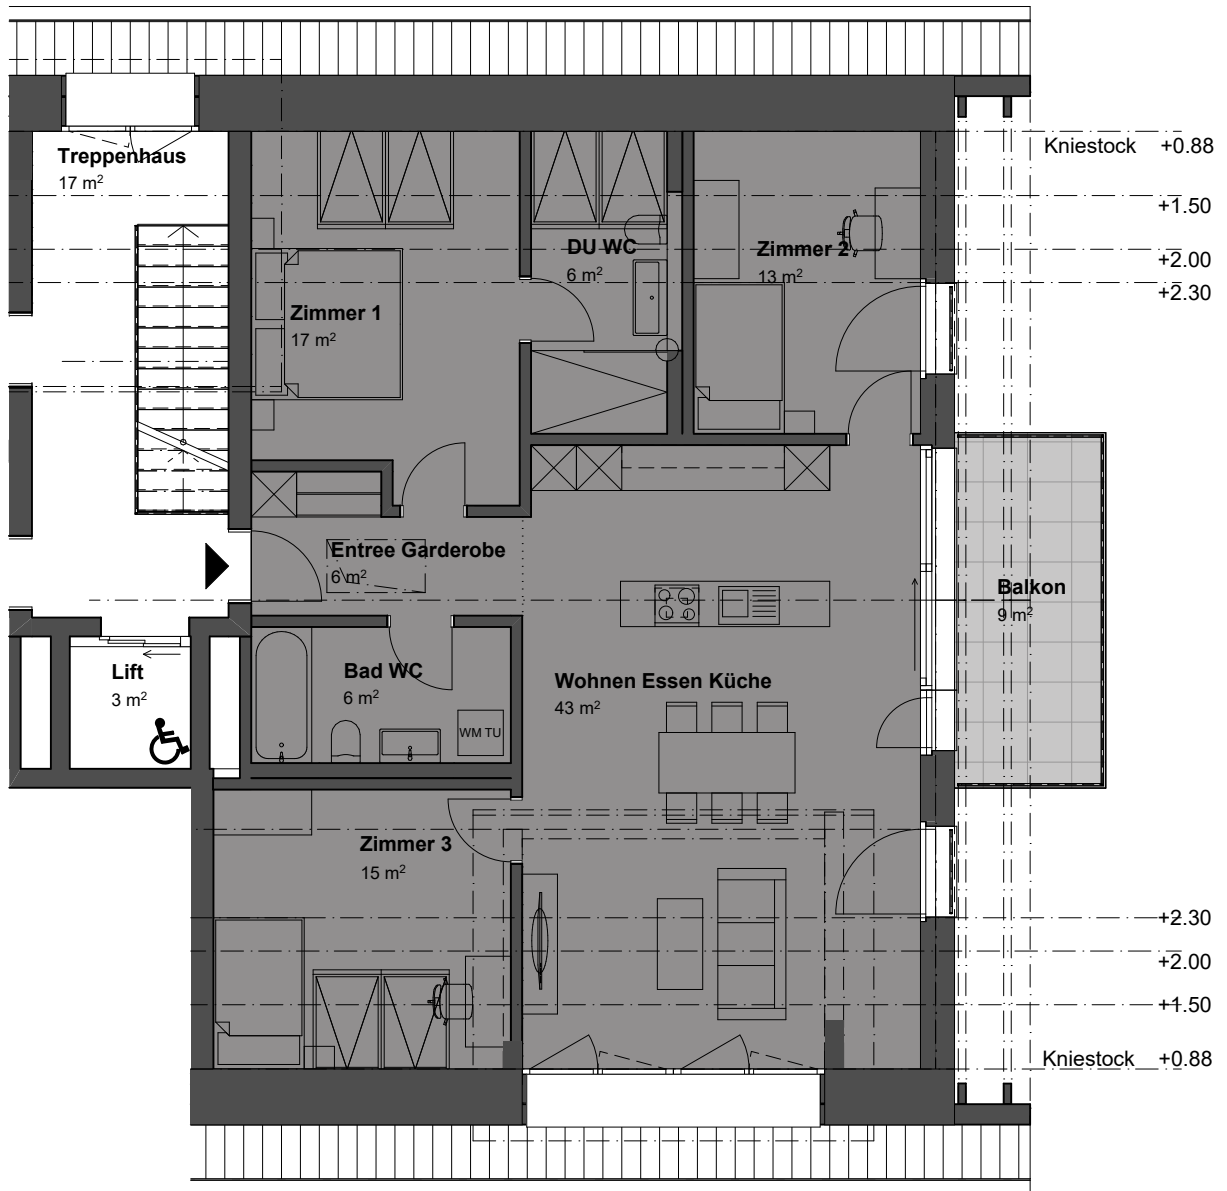 Treppenhaus
17 m²
Kniestock +0.88
+1.50
+2.00
+2.30
DU WC
6 m²
Zimmer 2
13 m²
Zimmer 1
17 m²
Entree Garderobe
6 m²
Balkon
9 m²
Lift
3 m²
Bad WC
6 m²
WM TU
Wohnen Essen Küche
43 m²
Zimmer 3
15 m²
+2.30
+2.00
+1.50
Kniestock +0.88